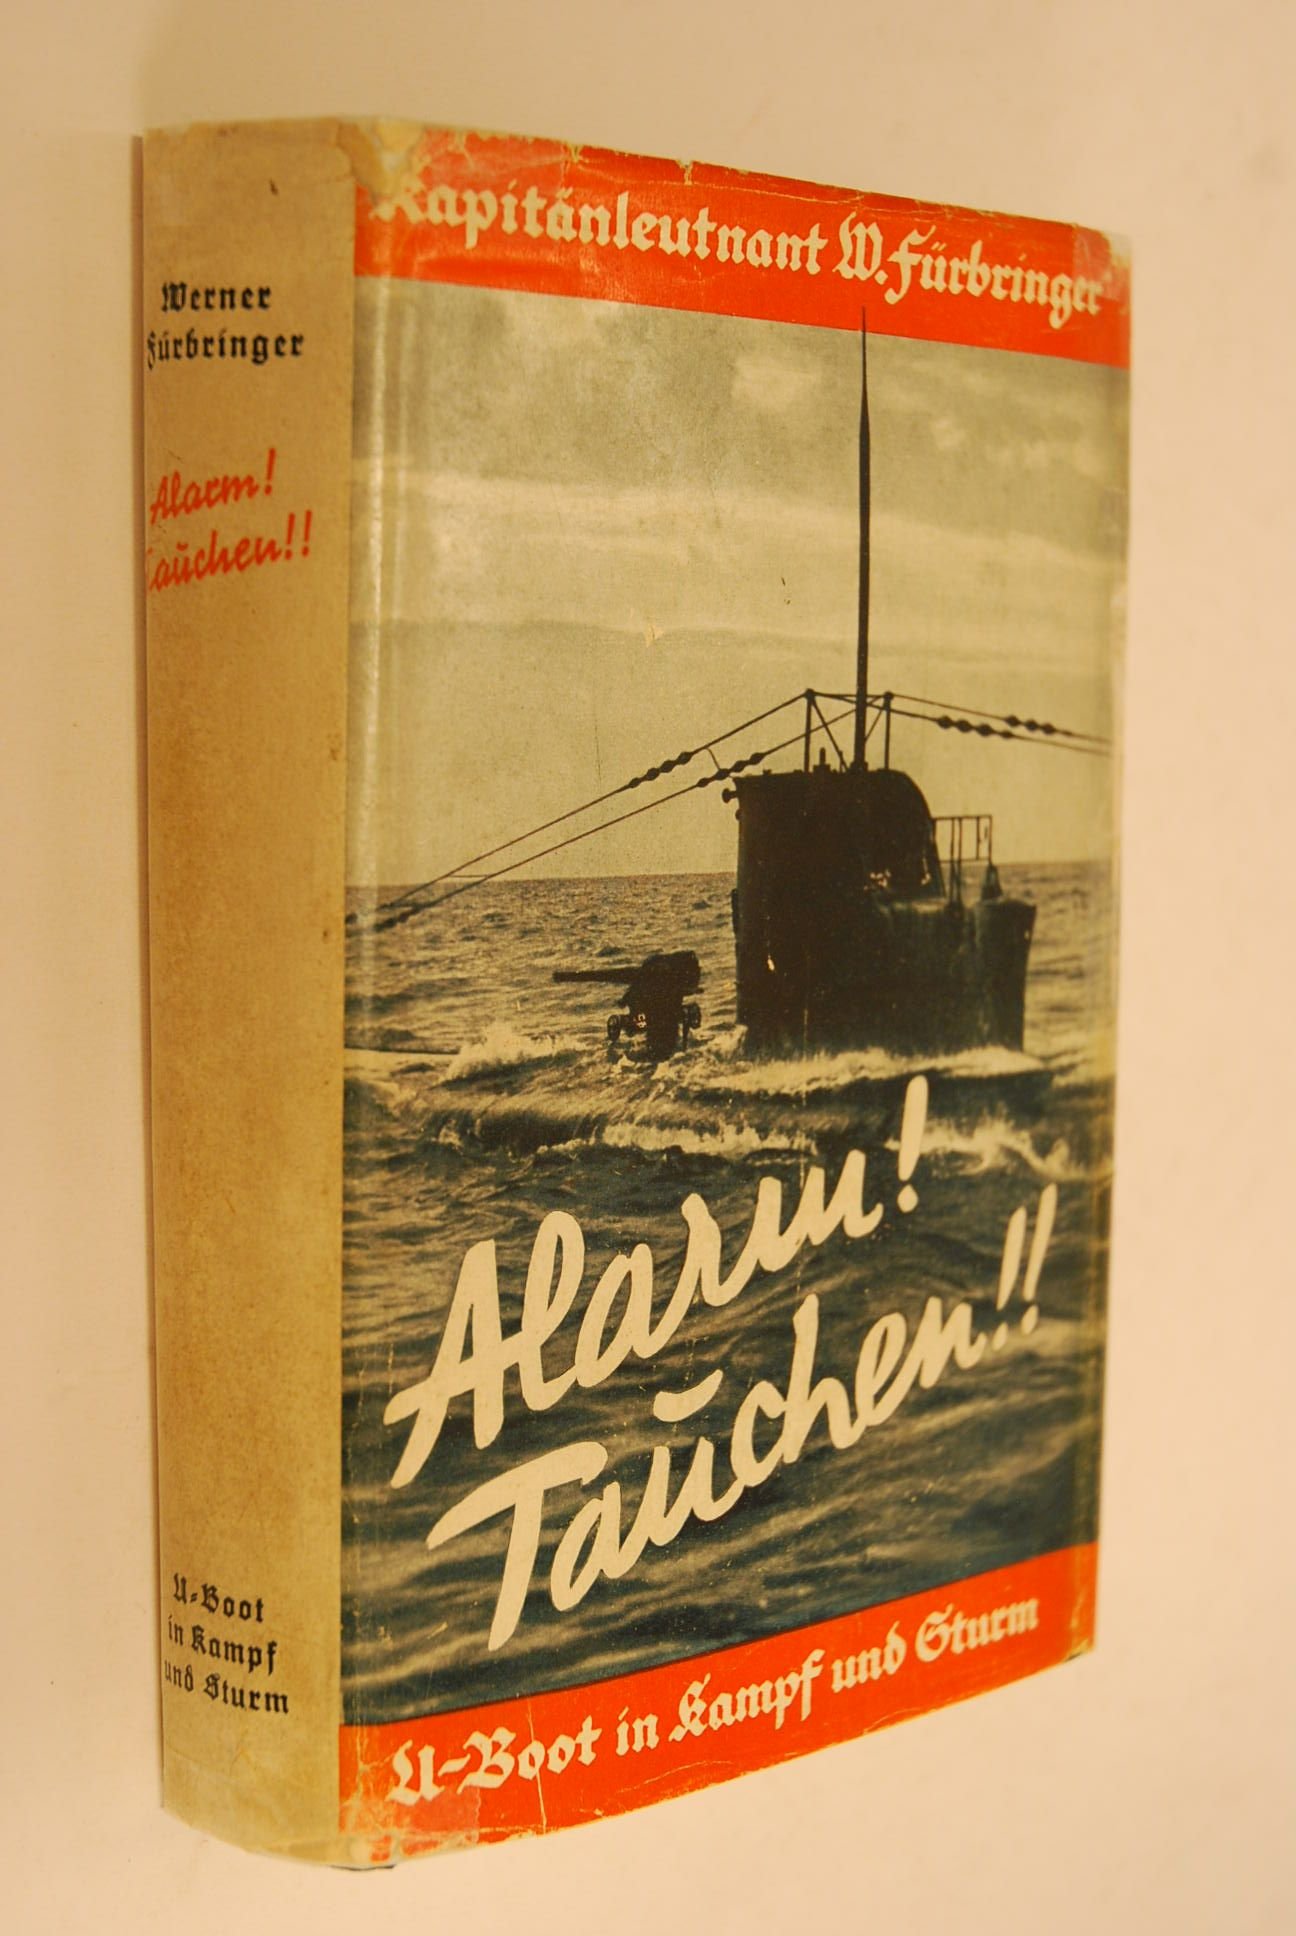 Werner
Fürbringer
Alarm!
Tauchen!!
U-Boot
in Kampf
und Sturm
Kapitänleutnant W. Fürbringer
Alarm!
Tauchen!!
U-Boot in Kampf und Sturm